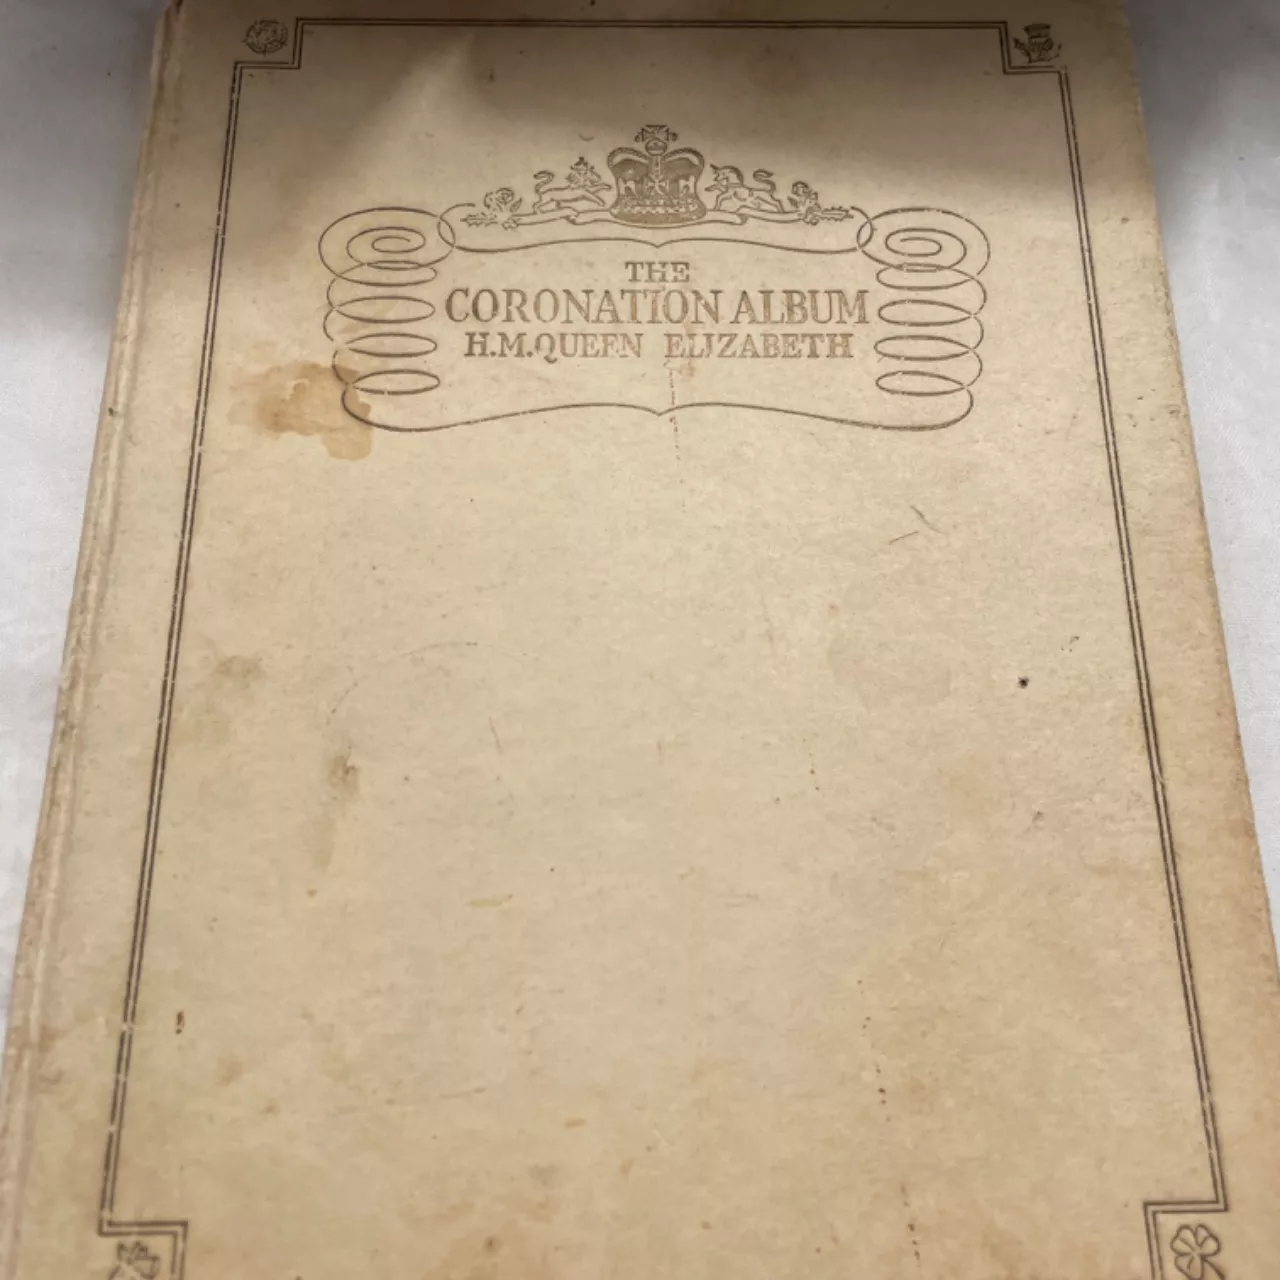 THE
CORONATION ALBUM
H.M.QUEEN ELIZABETH